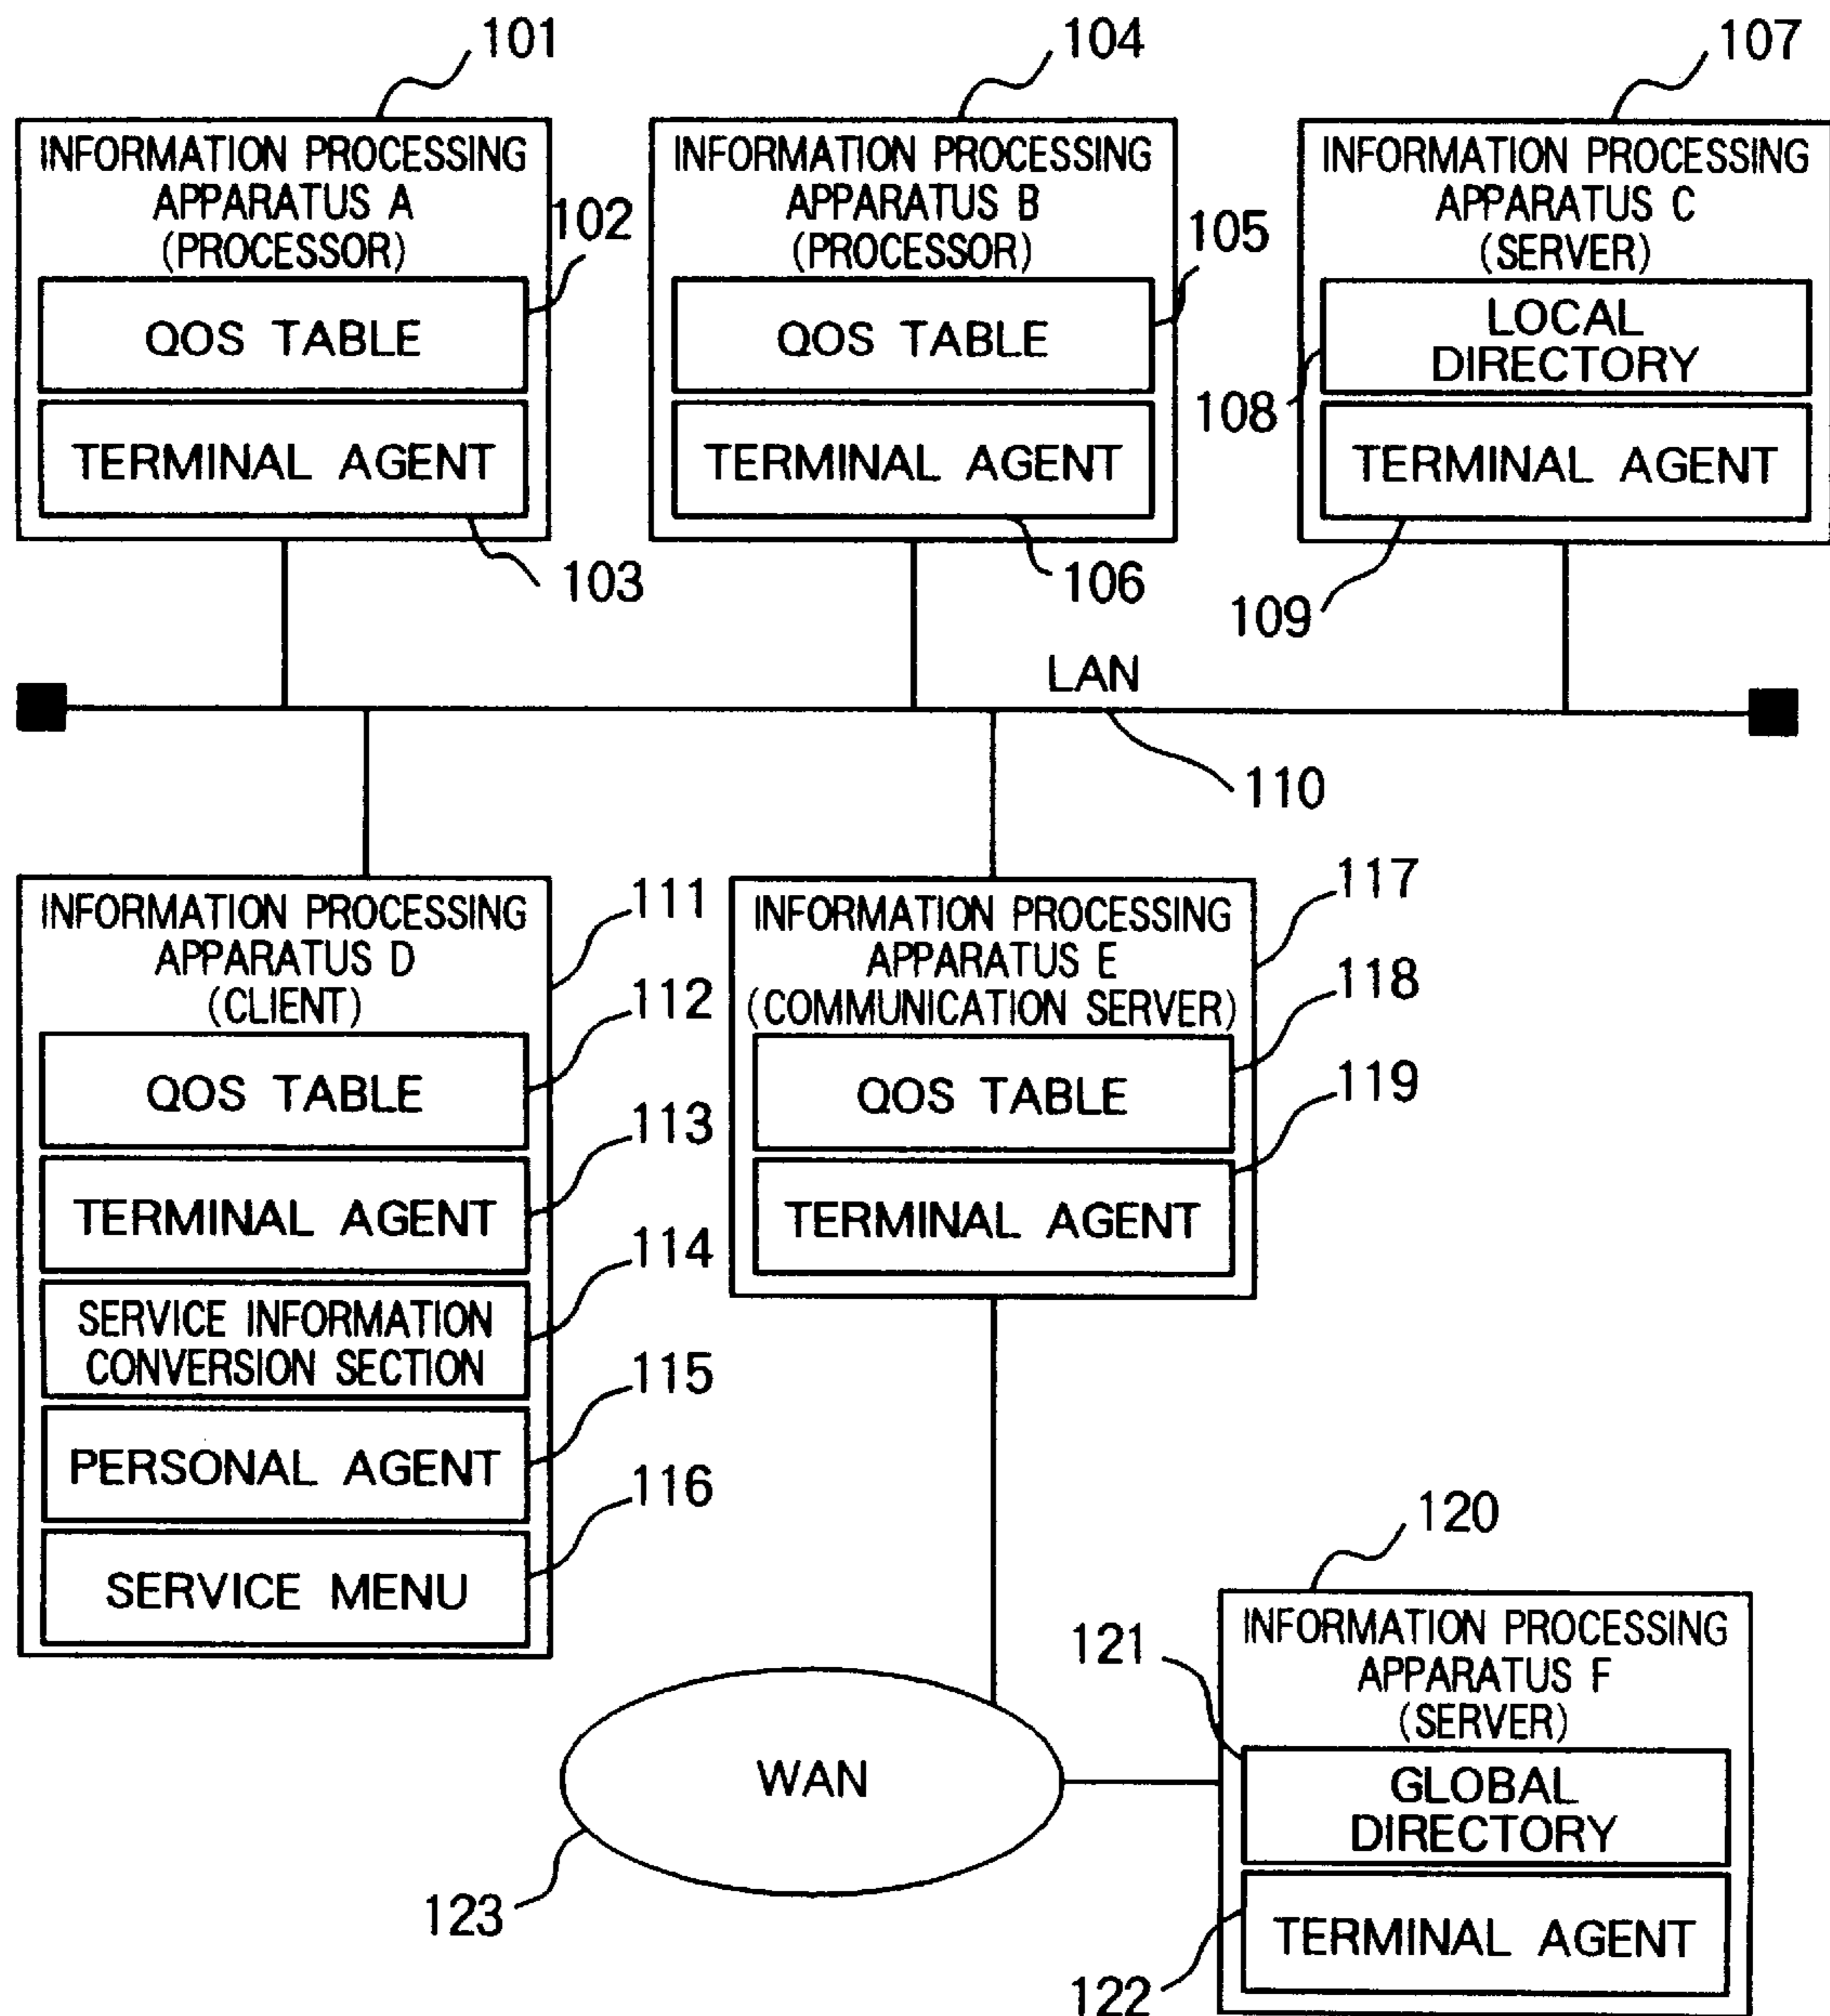 101
104
107
INFORMATION PROCESSING
APPARATUS A
(PROCESSOR)
102
QOS TABLE
TERMINAL AGENT
103
INFORMATION PROCESSING
APPARATUS B
(PROCESSOR)
105
QOS TABLE
TERMINAL AGENT
106
INFORMATION PROCESSING
APPARATUS C
(SERVER)
LOCAL
DIRECTORY
108
TERMINAL AGENT
109
LAN
110
INFORMATION PROCESSING
APPARATUS D
(CLIENT)
111
QOS TABLE
112
TERMINAL AGENT
113
SERVICE INFORMATION
CONVERSION SECTION
114
PERSONAL AGENT
115
SERVICE MENU
116
INFORMATION PROCESSING
APPARATUS E
(COMMUNICATION SERVER)
117
QOS TABLE
118
TERMINAL AGENT
119
120
INFORMATION PROCESSING
APPARATUS F
(SERVER)
121
GLOBAL
DIRECTORY
TERMINAL AGENT
122
WAN
123